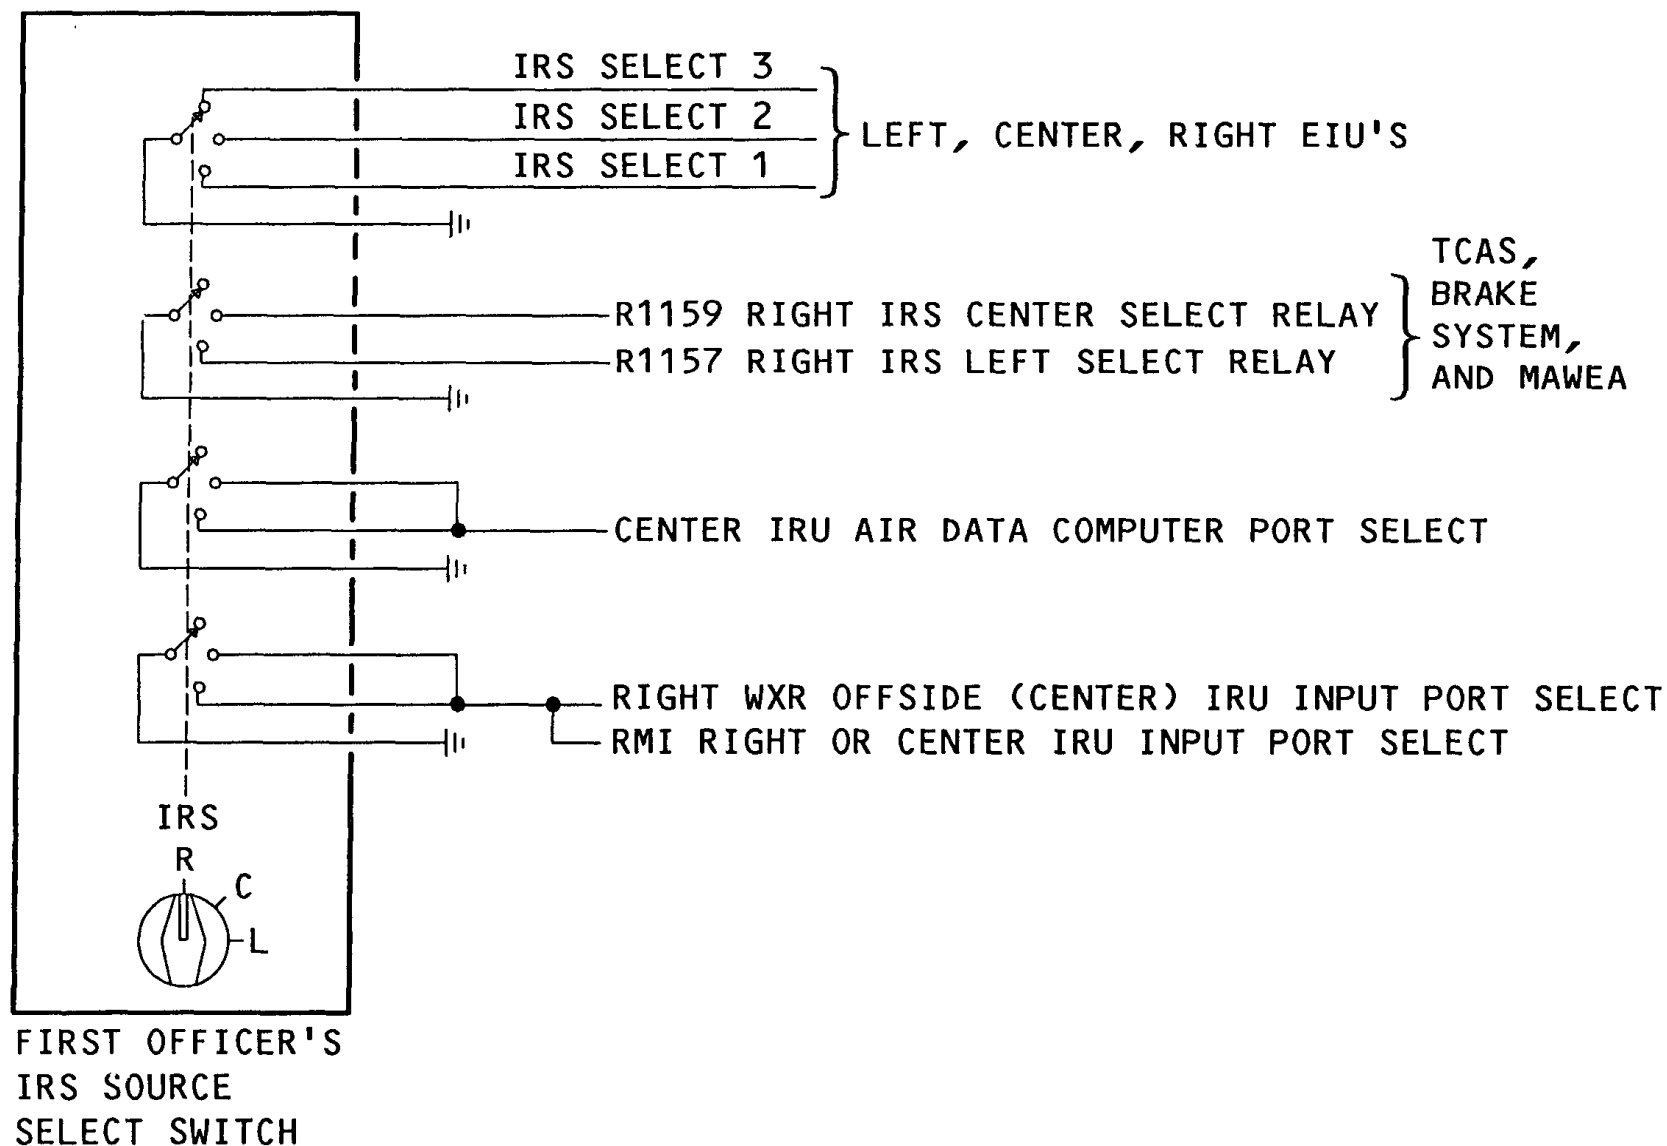 IRS SELECT 3
IRS SELECT 2
IRS SELECT 1
LEFT, CENTER, RIGHT EIU'S
R1159 RIGHT IRS CENTER SELECT RELAY
R1157 RIGHT IRS LEFT SELECT RELAY
TCAS,
BRAKE
SYSTEM,
AND MAWEA
CENTER IRU AIR DATA COMPUTER PORT SELECT
RIGHT WXR OFFSIDE (CENTER) IRU INPUT PORT SELECT
RMI RIGHT OR CENTER IRU INPUT PORT SELECT
IRS
R
C
L
FIRST OFFICER'S
IRS SOURCE
SELECT SWITCH